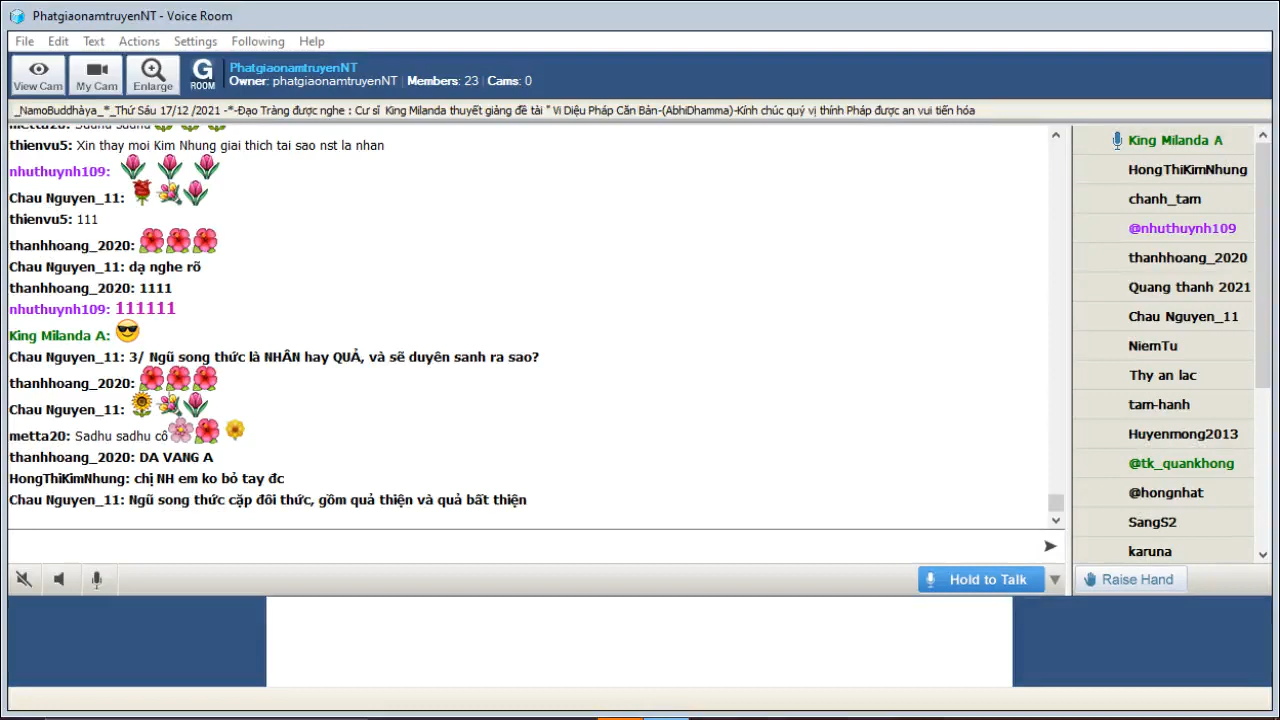 PhatgiaonamtruyenNT - Voice Room
File Edit Text Actions Settings Following Help
View Cam My Cam Enlarge G ROOM
PhatgiaonamtruyenNT
Owner: phatgiaonamtruyenNT Members: 23 Cams: 0
_NamoBuddhàya_*_Thứ Sáu 17/12 /2021 -*-Đạo Tràng được nghe : Cư sĩ King Milanda thuyết giảng đề tài " Vi Diệu Pháp Căn Bản-(AbhiDhamma)-Kính chúc quý vị thính Pháp được an vui tiến hóa
metta20: Sadhu sadhu
thienvu5: Xin thay moi Kim Nhung giai thich tai sao nst la nhan
nhuthuynh109:
Chau Nguyen_11:
thienvu5: 111
thanhhoang_2020:
Chau Nguyen_11: dạ nghe rõ
thanhhoang_2020: 1111
nhuthuynh109: 111111
King Milanda A:
Chau Nguyen_11: 3/ Ngũ song thức là NHÂN hay QUẢ, và sẽ duyên sanh ra sao?
thanhhoang_2020:
Chau Nguyen_11:
metta20: Sadhu sadhu cô
thanhhoang_2020: DA VANG A
HongThiKimNhung: chị NH em ko bỏ tay đc
Chau Nguyen_11: Ngũ song thức cặp đôi thức, gồm quả thiện và quả bất thiện
King Milanda A
HongThiKimNhung
chanh_tam
@nhuthuynh109
thanhhoang_2020
Quang thanh 2021
Chau Nguyen_11
NiemTu
Thy an lac
tam-hanh
Huyenmong2013
@tk_quankhong
@hongnhat
SangS2
karuna
Hold to Talk
Raise Hand